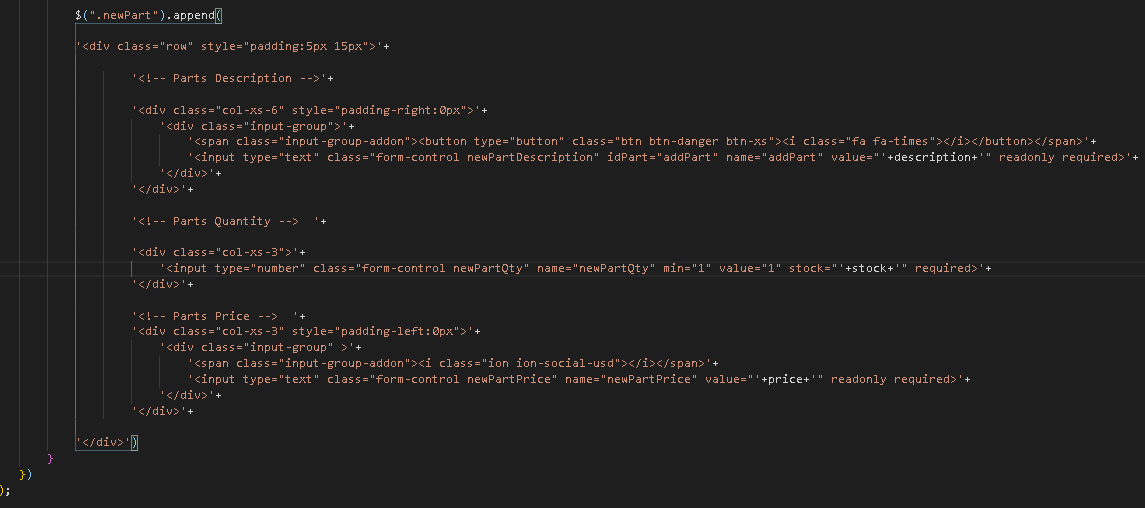 $(".newPart").append(
'<div class="row" style="padding:5px 15px">'+
'<!-- Parts Description -->'+
'<div class="col-xs-6" style="padding-right:0px">'+
'<div class="input-group">'+
'<span class="input-group-addon"><button type="button" class="btn btn-danger btn-xs"><i class="fa fa-times"></i></button></span>'+
'<input type="text" class="form-control newPartDescription" idPart="addPart" name="addPart" value="'+description+'" readonly required>'+
'</div>'+
'</div>'+
'<!-- Parts Quantity -->  '+
'<div class="col-xs-3">'+
'<input type="number" class="form-control newPartQty" name="newPartQty" min="1" value="1" stock="'+stock+'" required>'+
'</div>'+
'<!-- Parts Price -->  '+
'<div class="col-xs-3" style="padding-left:0px">'+
'<div class="input-group" >'+
'<span class="input-group-addon"><i class="ion ion-social-usd"></i></span>'+
'<input type="text" class="form-control newPartPrice" name="newPartPrice" value="'+price+'" readonly required>'+
'</div>'+
'</div>'+
'</div>')
}
})
);